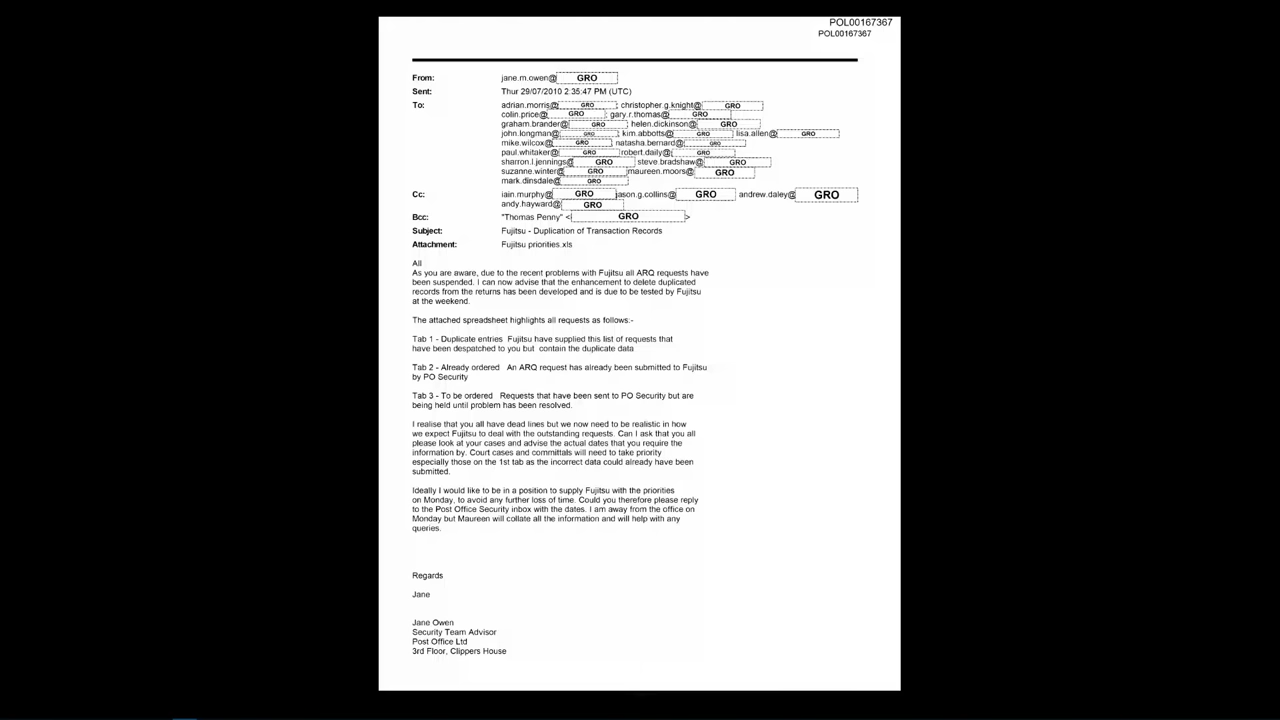 POL00167367
POL00167367
From: jane.m.owen@ GRO
Sent: Thur 29/07/2010 2:35:47 PM (UTC)
To: adrian.morris@ GRO ; christopher.g.knight@ GRO
colin.price@ GRO ; gary.r.thomas@ GRO
graham.brander@ GRO ; helen.dickinson@ GRO
john.longman@ GRO ; kim.abbotts@ GRO lisa.allen@ GRO
mike.wilcox@ GRO ; natasha.bernard@ GRO
paul.whitaker@ GRO robert.daily@ GRO
sharron.l.jennings@ GRO steve.bradshaw@ GRO
suzanne.winter@ GRO maureen.moors@ GRO
mark.dinsdale@ GRO
Cc: iain.murphy@ GRO jason.g.collins@ GRO andrew.daley@ GRO
andy.hayward@ GRO
Bcc: "Thomas Penny" < GRO >
Subject: Fujitsu - Duplication of Transaction Records
Attachment: Fujitsu priorities.xls
All
As you are aware, due to the recent problems with Fujitsu all ARQ requests have
been suspended. I can now advise that the enhancement to delete duplicated
records from the returns has been developed and is due to be tested by Fujitsu
at the weekend.
The attached spreadsheet highlights all requests as follows:-
Tab 1 - Duplicate entries Fujitsu have supplied this list of requests that
have been despatched to you but contain the duplicate data
Tab 2 - Already ordered An ARQ request has already been submitted to Fujitsu
by PO Security
Tab 3 - To be ordered Requests that have been sent to PO Security but are
being held until problem has been resolved.
I realise that you all have dead lines but we now need to be realistic in how
we expect Fujitsu to deal with the outstanding requests. Can I ask that you all
please look at your cases and advise the actual dates that you require the
information by. Court cases and committals will need to take priority
especially those on the 1st tab as the incorrect data could already have been
submitted.
Ideally I would like to be in a position to supply Fujitsu with the priorities
on Monday, to avoid any further loss of time. Could you therefore please reply
to the Post Office Security inbox with the dates. I am away from the office on
Monday but Maureen will collate all the information and will help with any
queries.
Regards
Jane
Jane Owen
Security Team Advisor
Post Office Ltd
3rd Floor, Clippers House